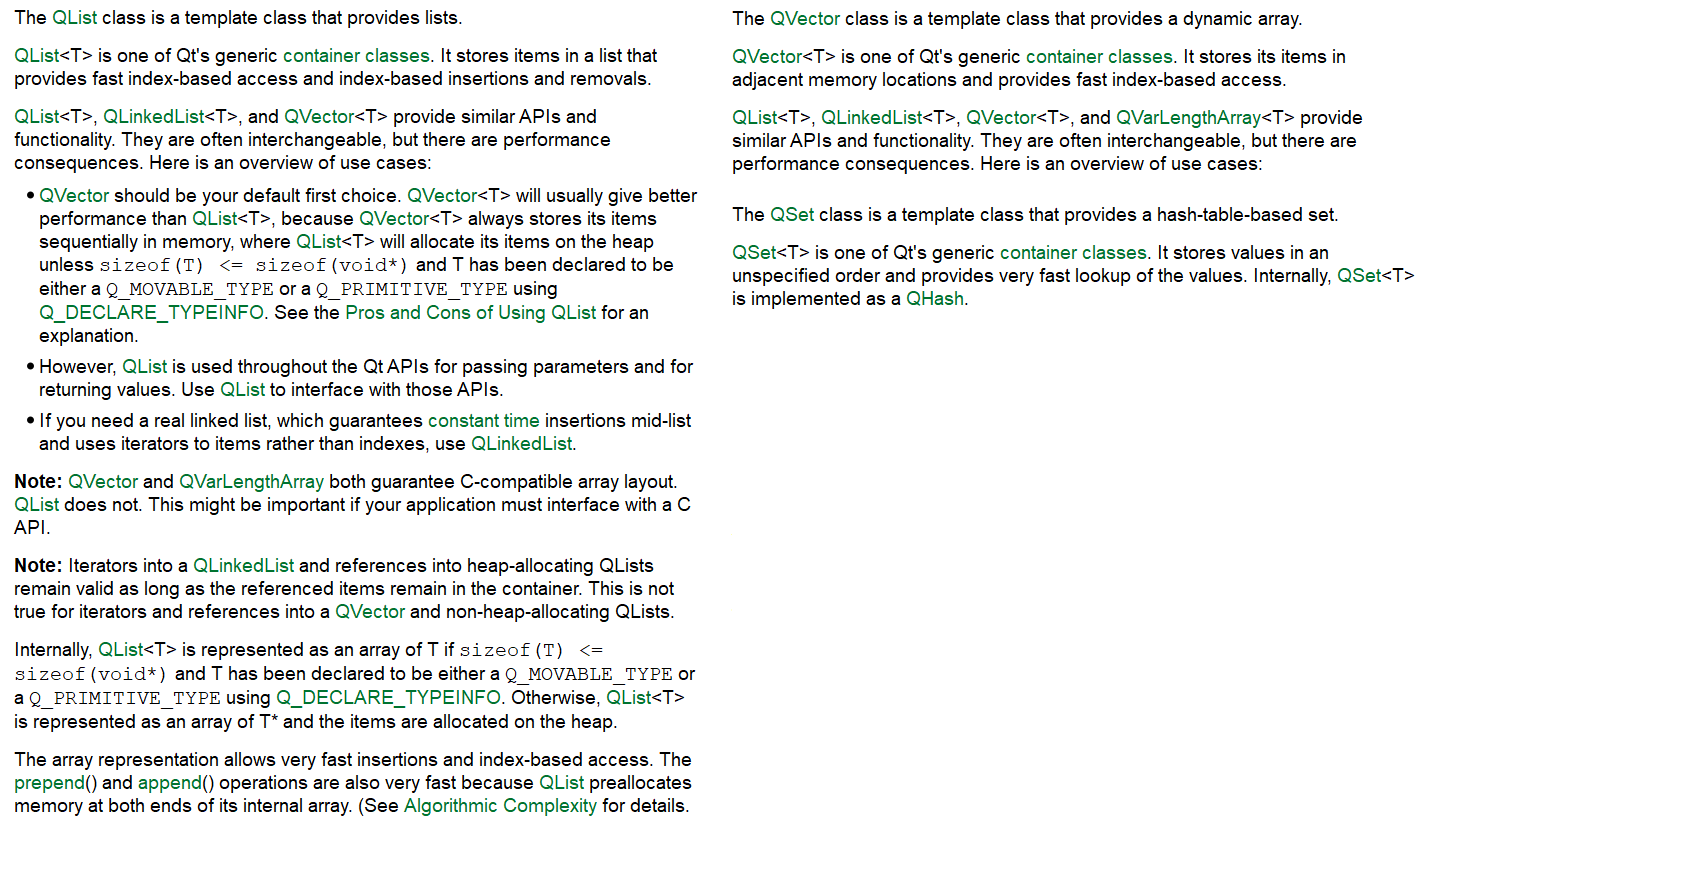 The QList class is a template class that provides lists.
QList<T> is one of Qt's generic container classes. It stores items in a list that
provides fast index-based access and index-based insertions and removals.
QList<T>, QLinkedList<T>, and QVector<T> provide similar APIs and
functionality. They are often interchangeable, but there are performance
consequences. Here is an overview of use cases:
• QVector should be your default first choice. QVector<T> will usually give better
performance than QList<T>, because QVector<T> always stores its items
sequentially in memory, where QList<T> will allocate its items on the heap
unless sizeof(T) <= sizeof(void*) and T has been declared to be
either a Q_MOVABLE_TYPE or a Q_PRIMITIVE_TYPE using
Q_DECLARE_TYPEINFO. See the Pros and Cons of Using QList for an
explanation.
• However, QList is used throughout the Qt APIs for passing parameters and for
returning values. Use QList to interface with those APIs.
• If you need a real linked list, which guarantees constant time insertions mid-list
and uses iterators to items rather than indexes, use QLinkedList.
Note: QVector and QVarLengthArray both guarantee C-compatible array layout.
QList does not. This might be important if your application must interface with a C
API.
Note: Iterators into a QLinkedList and references into heap-allocating QLists
remain valid as long as the referenced items remain in the container. This is not
true for iterators and references into a QVector and non-heap-allocating QLists.
Internally, QList<T> is represented as an array of T if sizeof(T) <=
sizeof(void*) and T has been declared to be either a Q_MOVABLE_TYPE or
a Q_PRIMITIVE_TYPE using Q_DECLARE_TYPEINFO. Otherwise, QList<T>
is represented as an array of T* and the items are allocated on the heap.
The array representation allows very fast insertions and index-based access. The
prepend() and append() operations are also very fast because QList preallocates
memory at both ends of its internal array. (See Algorithmic Complexity for details.
The QVector class is a template class that provides a dynamic array.
QVector<T> is one of Qt's generic container classes. It stores its items in
adjacent memory locations and provides fast index-based access.
QList<T>, QLinkedList<T>, QVector<T>, and QVarLengthArray<T> provide
similar APIs and functionality. They are often interchangeable, but there are
performance consequences. Here is an overview of use cases:
The QSet class is a template class that provides a hash-table-based set.
QSet<T> is one of Qt's generic container classes. It stores values in an
unspecified order and provides very fast lookup of the values. Internally, QSet<T>
is implemented as a QHash.